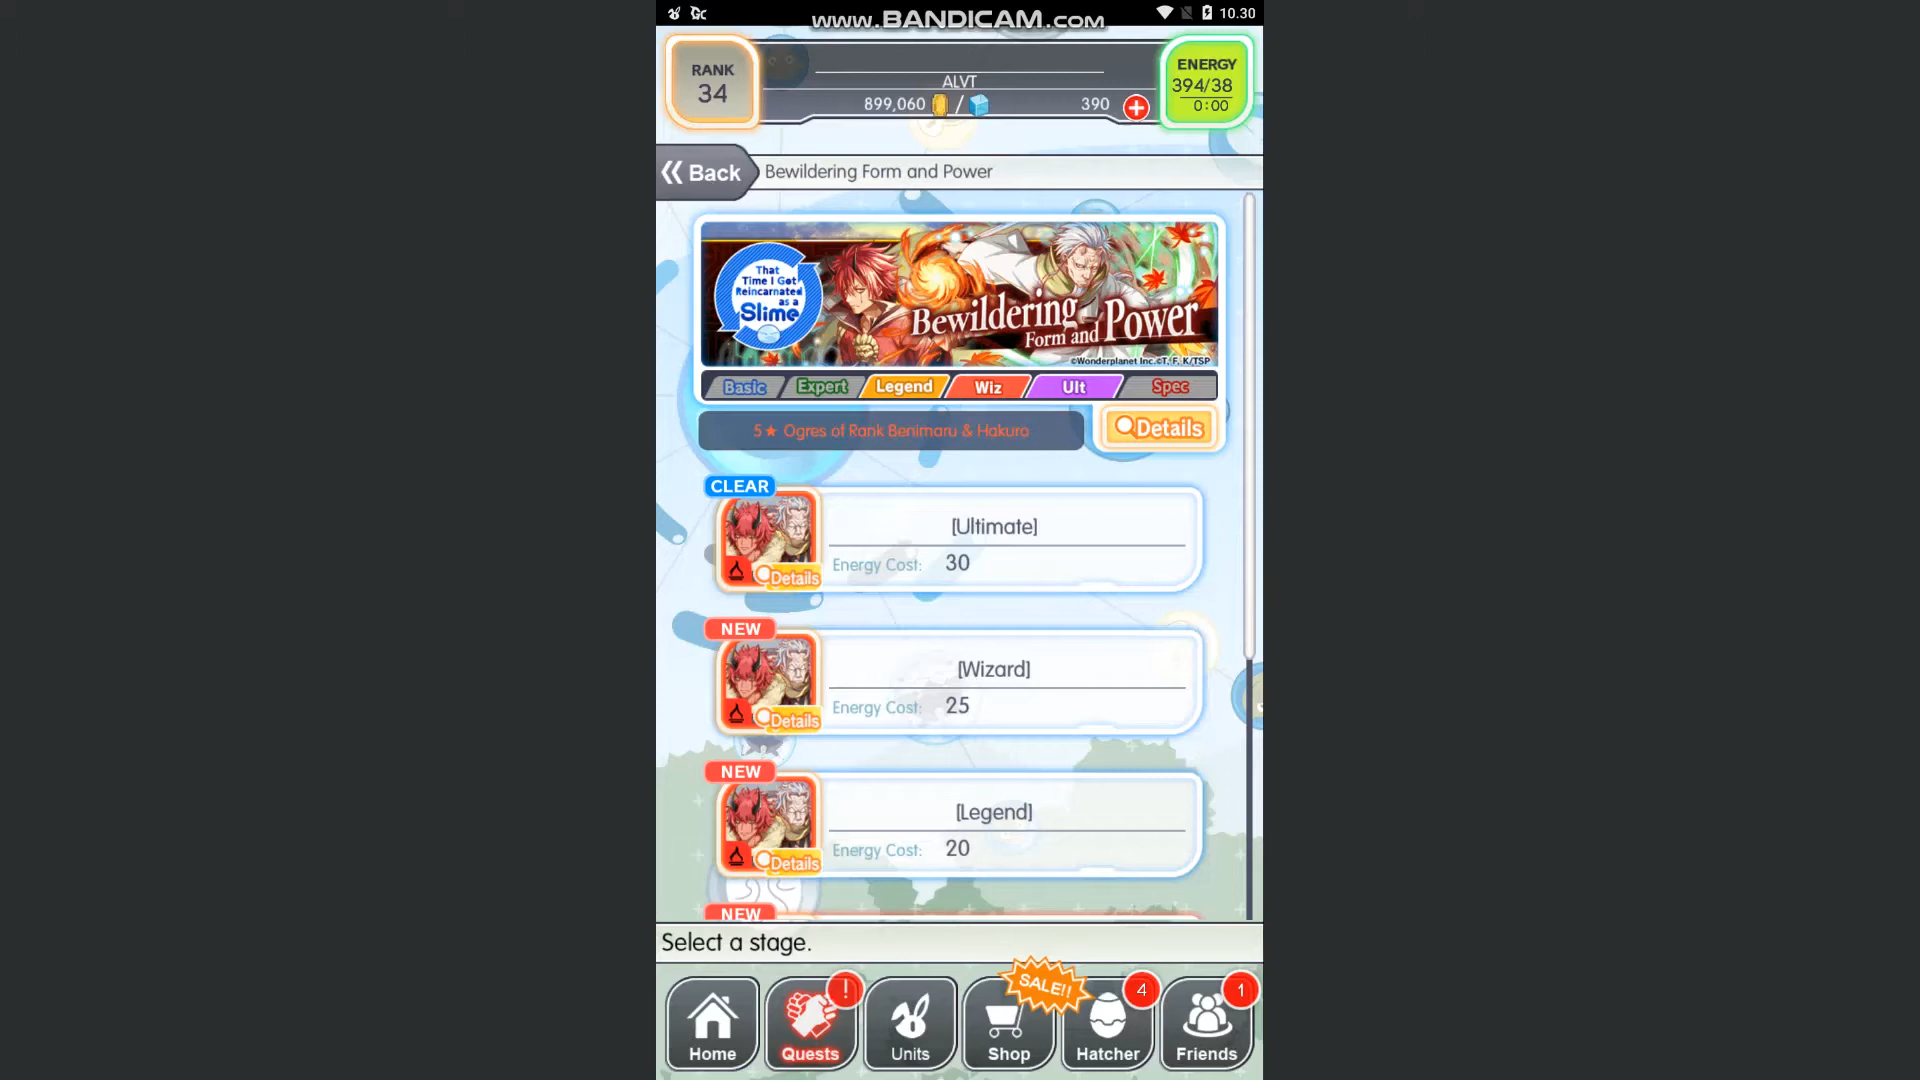 www.BANDICAM.com
10.30
RANK
34
ALVT
899,060 / 390
ENERGY
394/38
0:00
Back
Bewildering Form and Power
That
Time I Got
Reincarnated
as a
Slime
Bewildering
Form and Power
©Wonderplanet Inc.©T, F, K/TSP
Basic Expert Legend Wiz Ult Spec
5★ Ogres of Rank Benimaru & Hakuro
Details
CLEAR
[Ultimate]
Energy Cost: 30
Details
NEW
[Wizard]
Energy Cost: 25
Details
NEW
[Legend]
Energy Cost: 20
Details
NEW
Select a stage.
SALE!!
! 4 1
Home Quests Units Shop Hatcher Friends